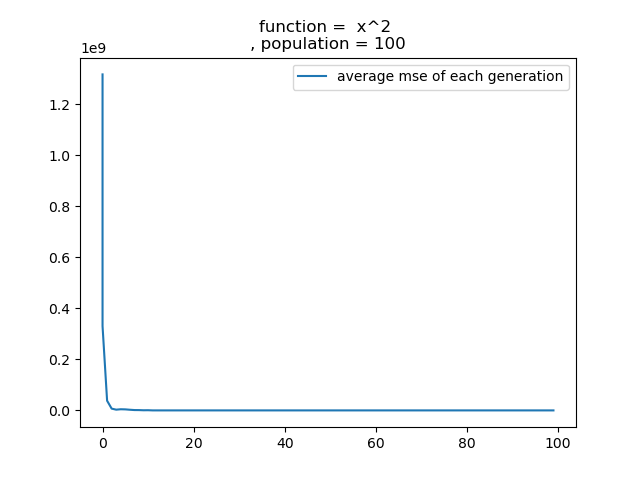 function =  x^2
, population = 100
1e9
average mse of each generation
1.2
1.0
0.8
0.6
0.4
0.2
0.0
0 20 40 60 80 100